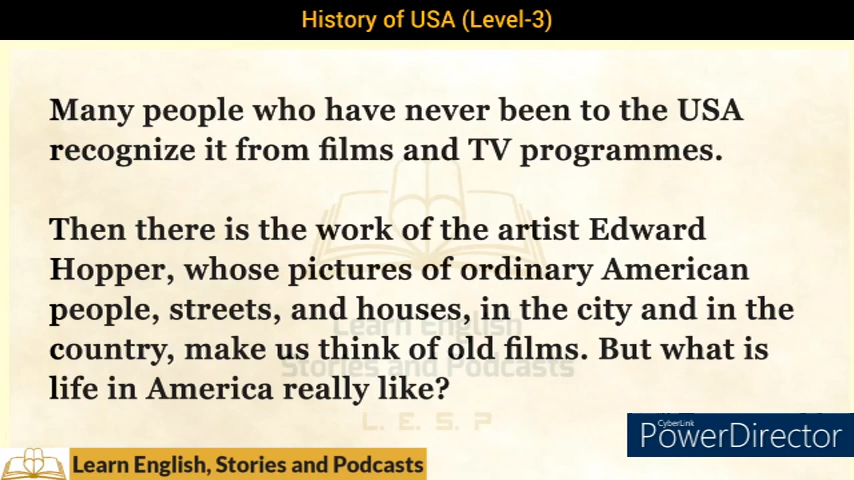 History of USA (Level-3)
Many people who have never been to the USA
recognize it from films and TV programmes.
Then there is the work of the artist Edward
Hopper, whose pictures of ordinary American
people, streets, and houses, in the city and in the
country, make us think of old films. But what is
life in America really like?
Learn English
Stories and Podcasts
L. E. S. P
CyberLink
PowerDirector
Learn English, Stories and Podcasts